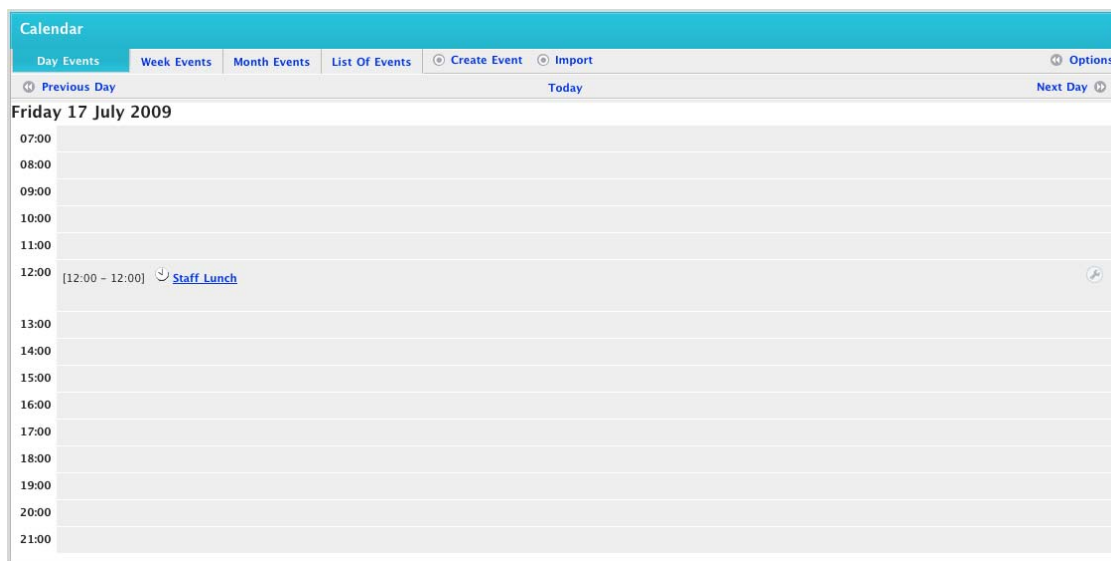 Calendar
Day Events Week Events Month Events List Of Events Create Event Import Options
Previous Day Today Next Day
Friday 17 July 2009
07:00
08:00
09:00
10:00
11:00
12:00 [12:00 - 12:00] Staff Lunch
13:00
14:00
15:00
16:00
17:00
18:00
19:00
20:00
21:00